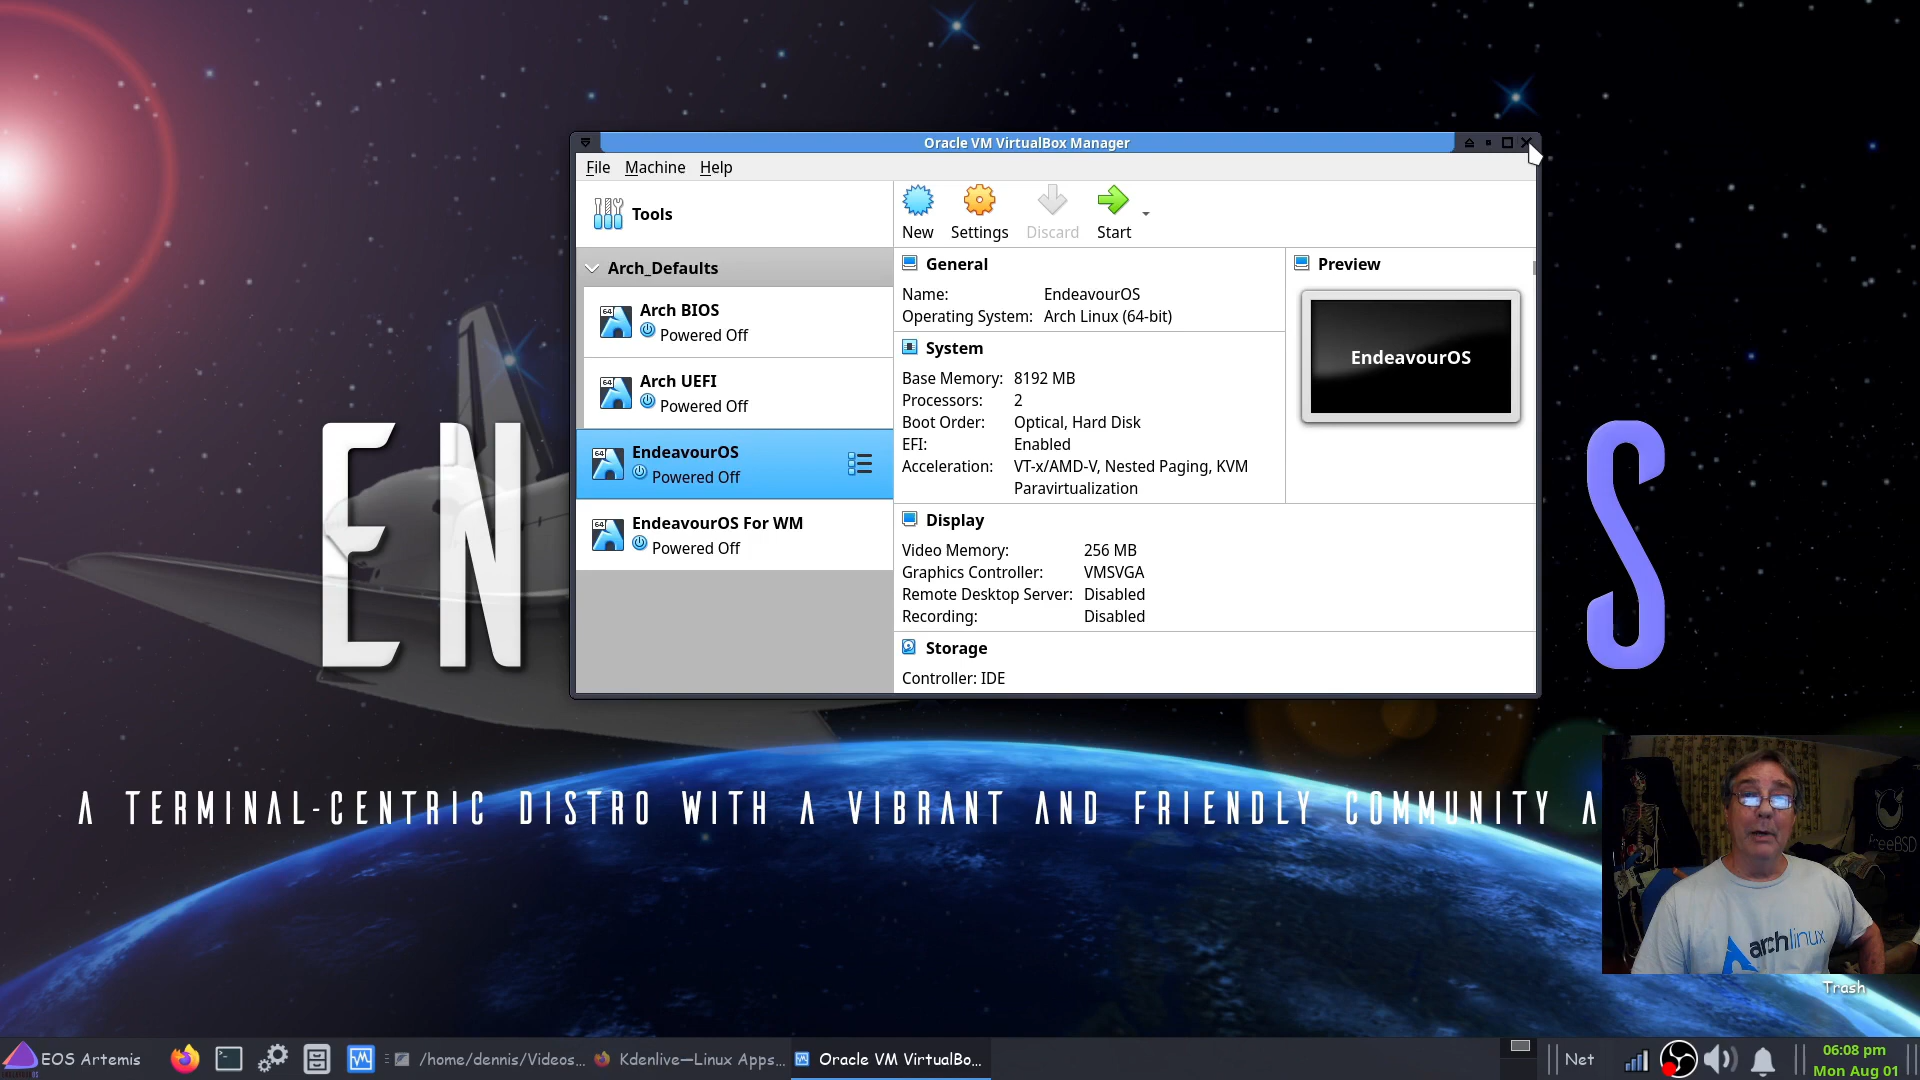 Oracle VM VirtualBox Manager
File Machine Help
Tools
New Settings Discard Start
Arch_Defaults
64
Arch BIOS
Powered Off
64
Arch UEFI
Powered Off
64
EndeavourOS
Powered Off
64
EndeavourOS For WM
Powered Off
General
Name: EndeavourOS
Operating System: Arch Linux (64-bit)
System
Base Memory: 8192 MB
Processors: 2
Boot Order: Optical, Hard Disk
EFI: Enabled
Acceleration: VT-x/AMD-V, Nested Paging, KVM
Paravirtualization
Display
Video Memory: 256 MB
Graphics Controller: VMSVGA
Remote Desktop Server: Disabled
Recording: Disabled
Storage
Controller: IDE
Preview
EndeavourOS
EN S
A TERMINAL-CENTRIC DISTRO WITH A VIBRANT AND FRIENDLY COMMUNITY A
freeBSD
archlinux
Trash
EOS Artemis
/home/dennis/Videos...
Kdenlive—Linux Apps...
Oracle VM VirtualBo...
Net
06:08 pm
Mon Aug 01